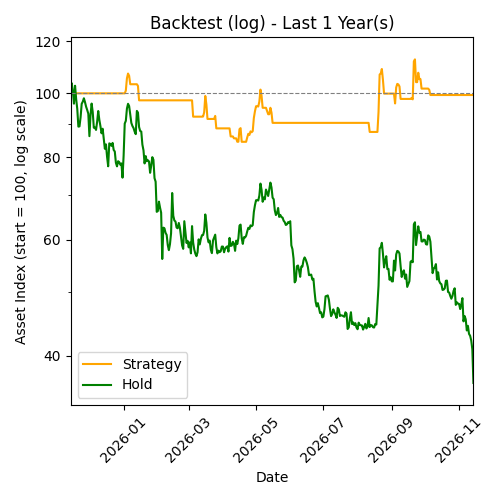 Backtest (log) - Last 1 Year(s)
Asset Index (start = 100, log scale)
120
100
80
60
40
Strategy
Hold
2026-01
2026-03
2026-05
2026-07
2026-09
2026-11
Date